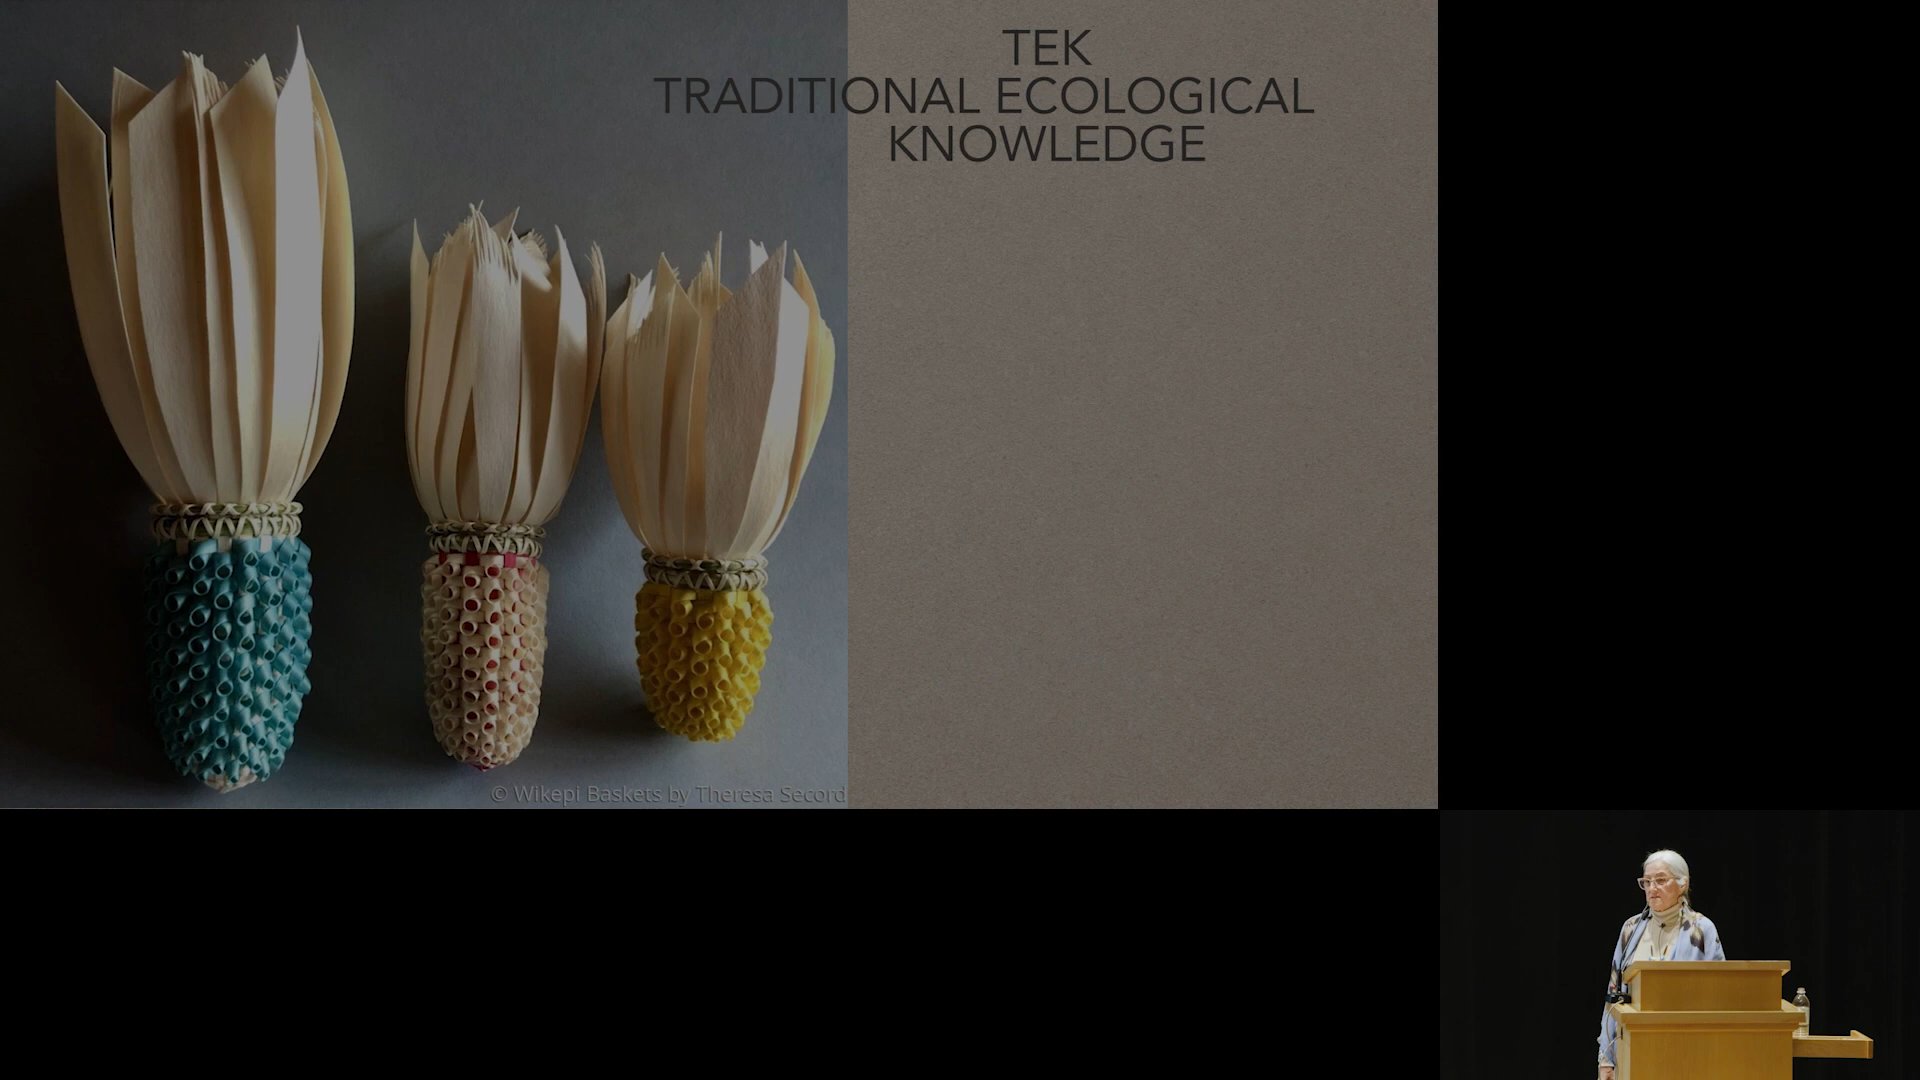 TEK
TRADITIONAL ECOLOGICAL
KNOWLEDGE
© Wikepi Baskets by Theresa Secord